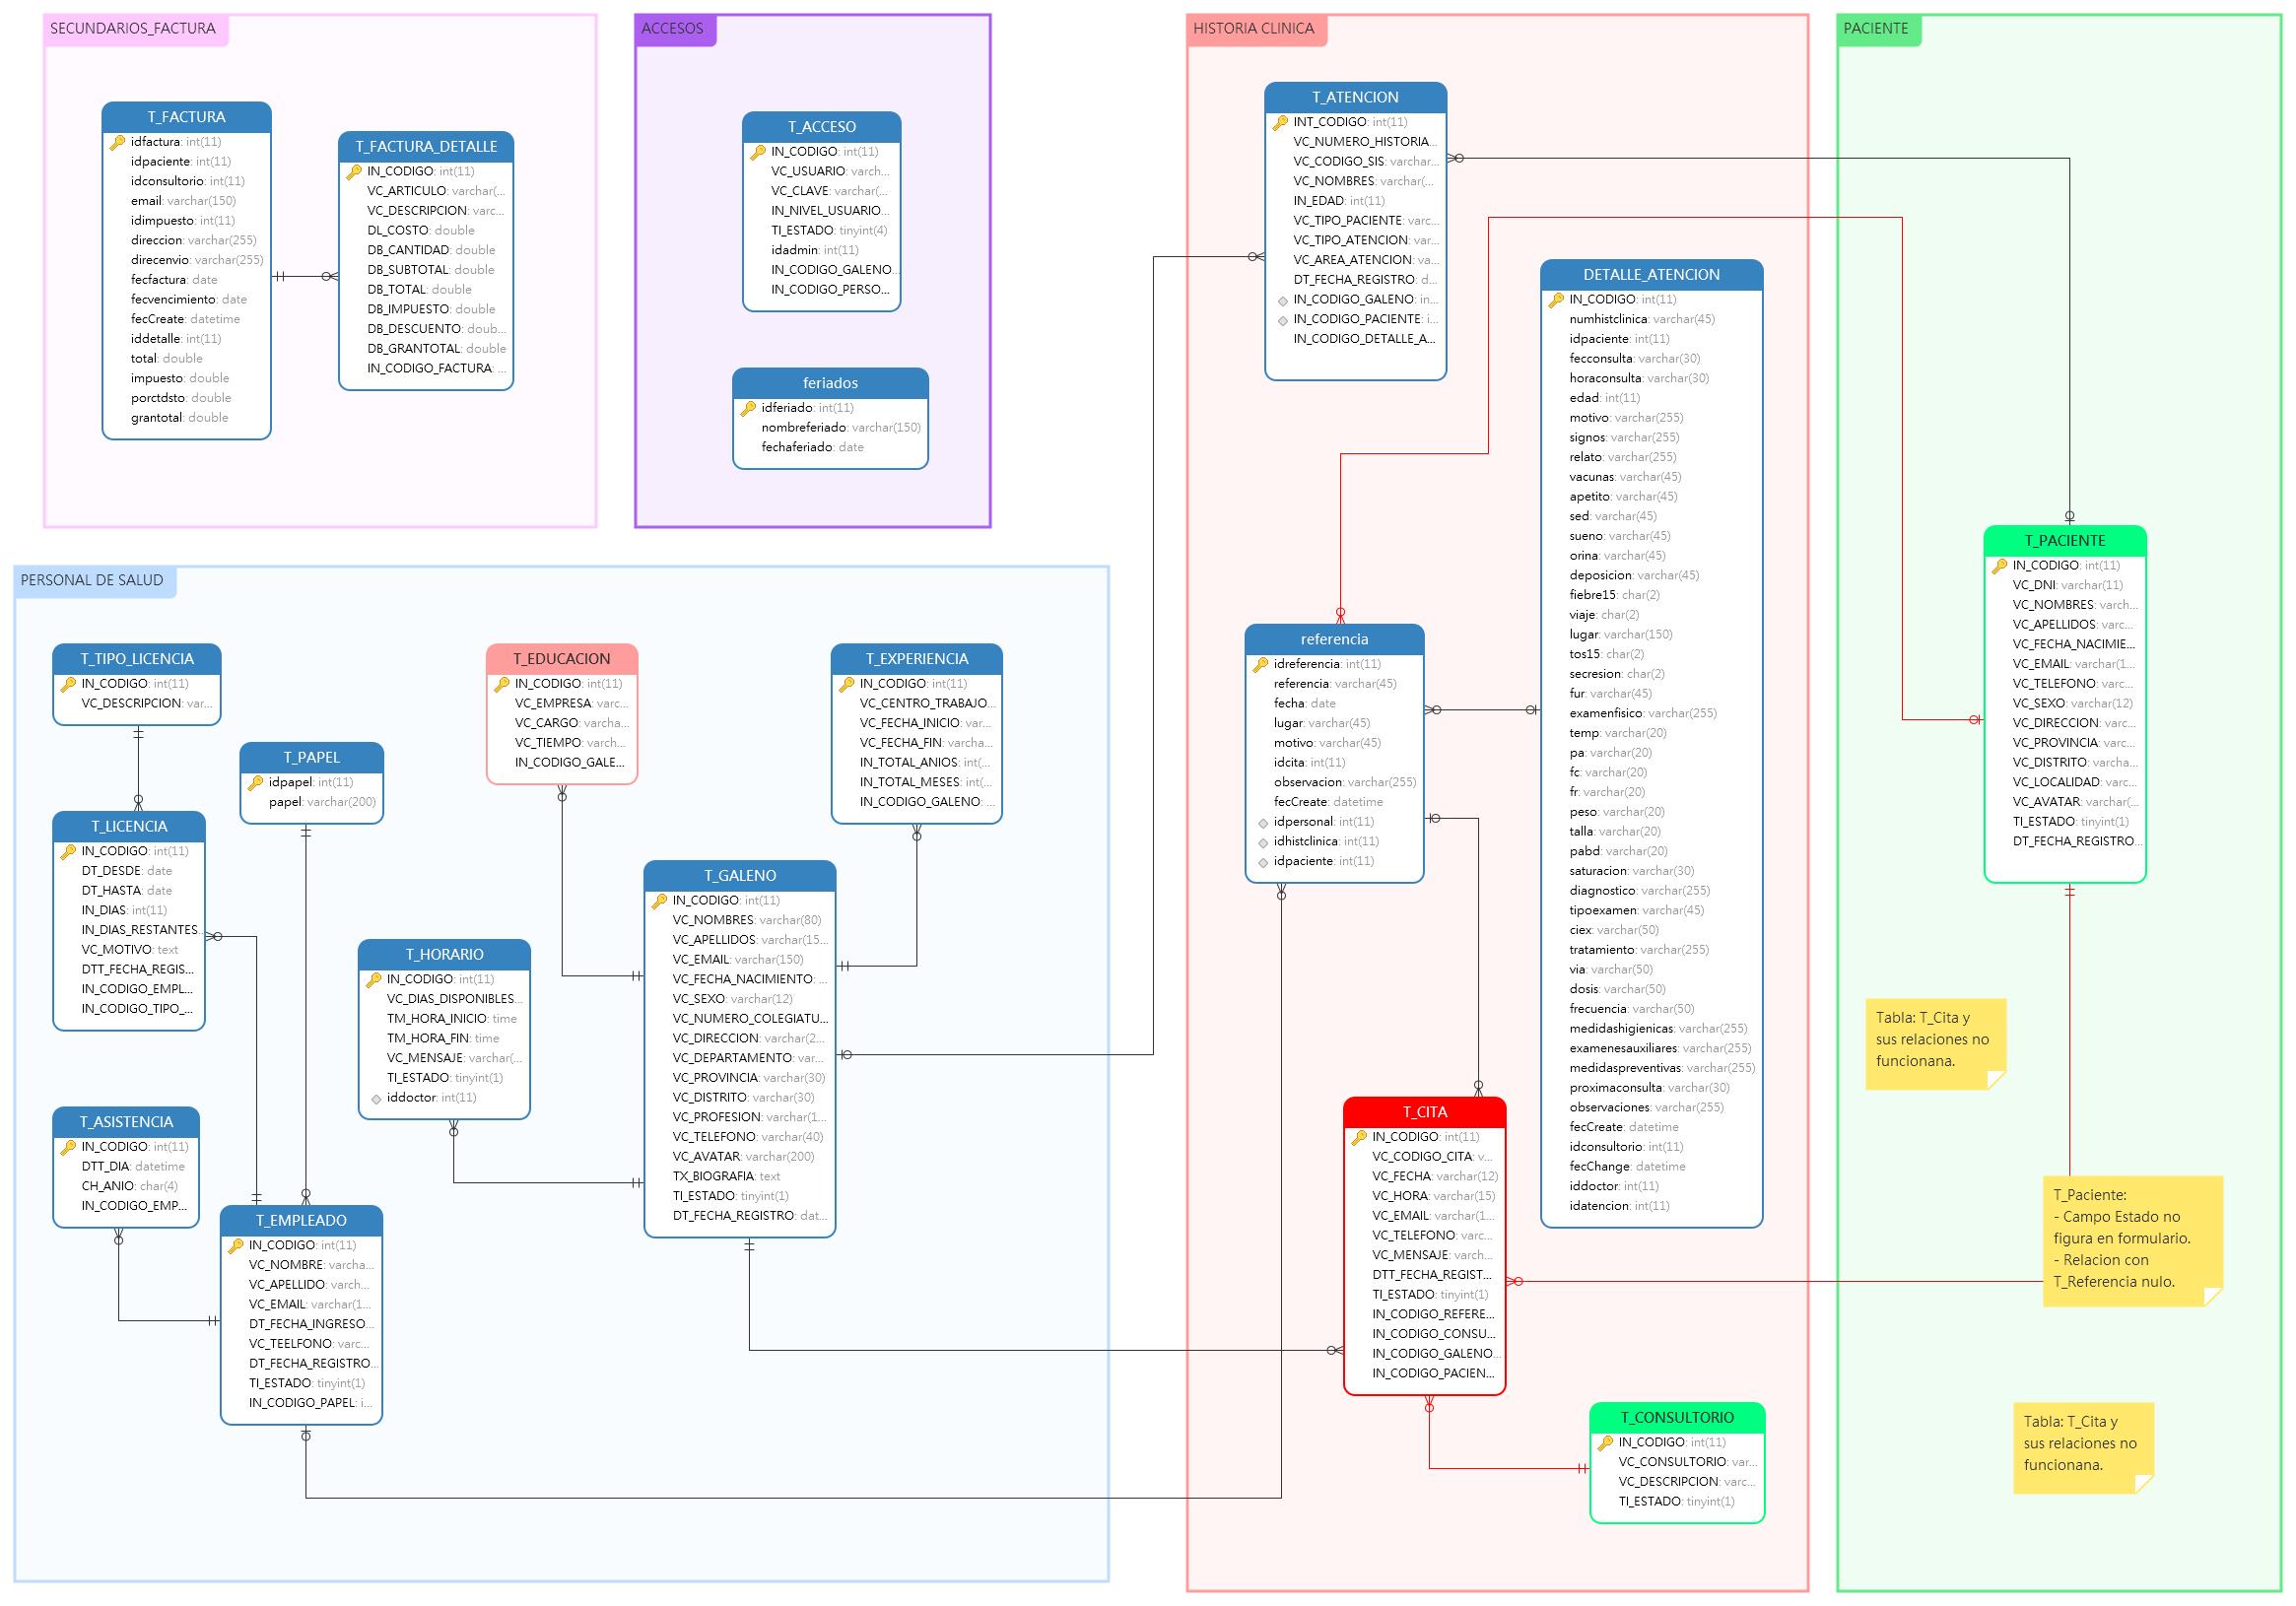 SECUNDARIOS_FACTURA
T_FACTURA
idfactura: int(11)
idpaciente: int(11)
idconsultorio: int(11)
email: varchar(150)
idimpuesto: int(11)
direccion: varchar(255)
direcenvio: varchar(255)
fecfactura: date
fecvencimiento: date
fecCreate: datetime
iddetalle: int(11)
total: double
impuesto: double
porctdsto: double
grantotal: double
T_FACTURA_DETALLE
IN_CODIGO: int(11)
VC_ARTICULO: varchar(...
VC_DESCRIPCION: varc...
DL_COSTO: double
DB_CANTIDAD: double
DB_SUBTOTAL: double
DB_TOTAL: double
DB_IMPUESTO: double
DB_DESCUENTO: doub...
DB_GRANTOTAL: double
IN_CODIGO_FACTURA: ...
ACCESOS
T_ACCESO
IN_CODIGO: int(11)
VC_USUARIO: varch...
VC_CLAVE: varchar(...
IN_NIVEL_USUARIO...
TI_ESTADO: tinyint(4)
idadmin: int(11)
IN_CODIGO_GALENO...
IN_CODIGO_PERSO...
feriados
idferiado: int(11)
nombreferiado: varchar(150)
fechaferiado: date
HISTORIA CLINICA
T_ATENCION
INT_CODIGO: int(11)
VC_NUMERO_HISTORIA...
VC_CODIGO_SIS: varchar...
VC_NOMBRES: varchar(...
IN_EDAD: int(11)
VC_TIPO_PACIENTE: varc...
VC_TIPO_ATENCION: var...
VC_AREA_ATENCION: va...
DT_FECHA_REGISTRO: d...
IN_CODIGO_GALENO: in...
IN_CODIGO_PACIENTE: i...
IN_CODIGO_DETALLE_A...
DETALLE_ATENCION
IN_CODIGO: int(11)
numhistclinica: varchar(45)
idpaciente: int(11)
fecconsulta: varchar(30)
horaconsulta: varchar(30)
edad: int(11)
motivo: varchar(255)
signos: varchar(255)
relato: varchar(255)
vacunas: varchar(45)
apetito: varchar(45)
sed: varchar(45)
sueno: varchar(45)
orina: varchar(45)
deposicion: varchar(45)
fiebre15: char(2)
viaje: char(2)
lugar: varchar(150)
tos15: char(2)
secresion: char(2)
fur: varchar(45)
examenfisico: varchar(255)
temp: varchar(20)
pa: varchar(20)
fc: varchar(20)
fr: varchar(20)
peso: varchar(20)
talla: varchar(20)
pabd: varchar(20)
saturacion: varchar(30)
diagnostico: varchar(255)
tipoexamen: varchar(45)
ciex: varchar(50)
tratamiento: varchar(255)
via: varchar(50)
dosis: varchar(50)
frecuencia: varchar(50)
medidashigienicas: varchar(255)
examenesauxiliares: varchar(255)
medidaspreventivas: varchar(255)
proximaconsulta: varchar(30)
observaciones: varchar(255)
fecCreate: datetime
idconsultorio: int(11)
fecChange: datetime
iddoctor: int(11)
idatencion: int(11)
referencia
idreferencia: int(11)
referencia: varchar(45)
fecha: date
lugar: varchar(45)
motivo: varchar(45)
idcita: int(11)
observacion: varchar(255)
fecCreate: datetime
idpersonal: int(11)
idhistclinica: int(11)
idpaciente: int(11)
T_CITA
IN_CODIGO: int(11)
VC_CODIGO_CITA: v...
VC_FECHA: varchar(12)
VC_HORA: varchar(15)
VC_EMAIL: varchar(1...
VC_TELEFONO: varc...
VC_MENSAJE: varch...
DTT_FECHA_REGIST...
TI_ESTADO: tinyint(1)
IN_CODIGO_REFERE...
IN_CODIGO_CONSU...
IN_CODIGO_GALENO...
IN_CODIGO_PACIEN...
T_CONSULTORIO
IN_CODIGO: int(11)
VC_CONSULTORIO: var...
VC_DESCRIPCION: varc...
TI_ESTADO: tinyint(1)
PACIENTE
T_PACIENTE
IN_CODIGO: int(11)
VC_DNI: varchar(11)
VC_NOMBRES: varch...
VC_APELLIDOS: varc...
VC_FECHA_NACIMIE...
VC_EMAIL: varchar(1...
VC_TELEFONO: varc...
VC_SEXO: varchar(12)
VC_DIRECCION: varc...
VC_PROVINCIA: varc...
VC_DISTRITO: varcha...
VC_LOCALIDAD: varc...
VC_AVATAR: varchar(...
TI_ESTADO: tinyint(1)
DT_FECHA_REGISTRO...
Tabla: T_Cita y
sus relaciones no
funcionana.
T_Paciente:
- Campo Estado no
figura en formulario.
- Relacion con
T_Referencia nulo.
Tabla: T_Cita y
sus relaciones no
funcionana.
PERSONAL DE SALUD
T_TIPO_LICENCIA
IN_CODIGO: int(11)
VC_DESCRIPCION: var...
T_PAPEL
idpapel: int(11)
papel: varchar(200)
T_LICENCIA
IN_CODIGO: int(11)
DT_DESDE: date
DT_HASTA: date
IN_DIAS: int(11)
IN_DIAS_RESTANTES...
VC_MOTIVO: text
DTT_FECHA_REGIS...
IN_CODIGO_EMPL...
IN_CODIGO_TIPO_...
T_ASISTENCIA
IN_CODIGO: int(11)
DTT_DIA: datetime
CH_ANIO: char(4)
IN_CODIGO_EMP...
T_EMPLEADO
IN_CODIGO: int(11)
VC_NOMBRE: varcha...
VC_APELLIDO: varch...
VC_EMAIL: varchar(1...
DT_FECHA_INGRESO...
VC_TEELFONO: varc...
DT_FECHA_REGISTRO...
TI_ESTADO: tinyint(1)
IN_CODIGO_PAPEL: i...
T_EDUCACION
IN_CODIGO: int(11)
VC_EMPRESA: varc...
VC_CARGO: varcha...
VC_TIEMPO: varch...
IN_CODIGO_GALE...
T_HORARIO
IN_CODIGO: int(11)
VC_DIAS_DISPONIBLES...
TM_HORA_INICIO: time
TM_HORA_FIN: time
VC_MENSAJE: varchar(...
TI_ESTADO: tinyint(1)
iddoctor: int(11)
T_EXPERIENCIA
IN_CODIGO: int(11)
VC_CENTRO_TRABAJO...
VC_FECHA_INICIO: var...
VC_FECHA_FIN: varcha...
IN_TOTAL_ANIOS: int(...
IN_TOTAL_MESES: int(...
IN_CODIGO_GALENO: ...
T_GALENO
IN_CODIGO: int(11)
VC_NOMBRES: varchar(80)
VC_APELLIDOS: varchar(15...
VC_EMAIL: varchar(150)
VC_FECHA_NACIMIENTO: ...
VC_SEXO: varchar(12)
VC_NUMERO_COLEGIATU...
VC_DIRECCION: varchar(2...
VC_DEPARTAMENTO: var...
VC_PROVINCIA: varchar(30)
VC_DISTRITO: varchar(30)
VC_PROFESION: varchar(1...
VC_TELEFONO: varchar(40)
VC_AVATAR: varchar(200)
TX_BIOGRAFIA: text
TI_ESTADO: tinyint(1)
DT_FECHA_REGISTRO: dat...